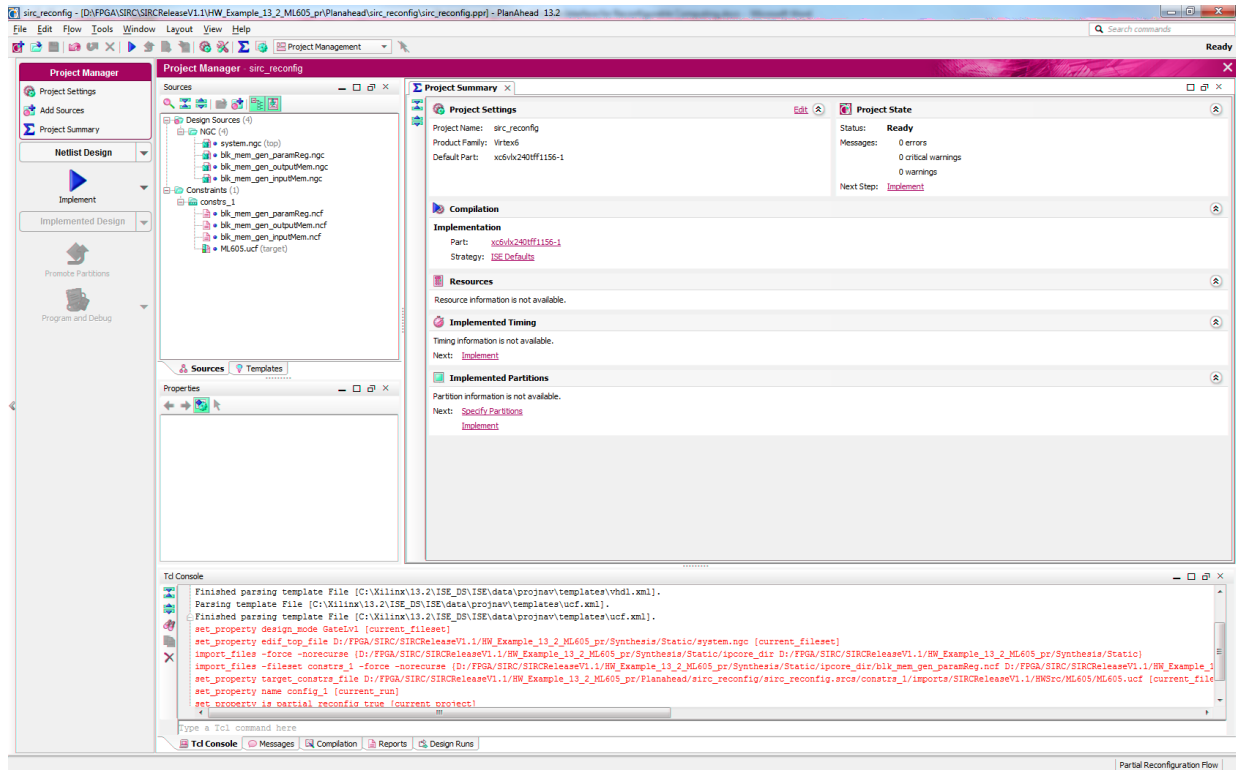 sirc_reconfig - [D:\FPGA\SIRC\SIRCReleaseV1.1\HW_Example_13_2_ML605_pr\Planahead\sirc_reconfig\sirc_reconfig.ppr] - PlanAhead 13.2
File Edit Flow Tools Window Layout View Help
Search commands
Project Management
Ready
Project Manager
Project Settings
Add Sources
Project Summary
Netlist Design
Implement
Implemented Design
Promote Partitions
Program and Debug
Project Manager - sirc_reconfig
Sources
Design Sources (4)
NGC (4)
system.ngc (top)
blk_mem_gen_paramReg.ngc
blk_mem_gen_outputMem.ngc
blk_mem_gen_inputMem.ngc
Constraints (1)
constrs_1
blk_mem_gen_paramReg.ncf
blk_mem_gen_outputMem.ncf
blk_mem_gen_inputMem.ncf
ML605.ucf (target)
Sources Templates
Properties
Project Summary
Project Settings Edit
Project Name: sirc_reconfig
Product Family: Virtex6
Default Part: xc6vlx240tff1156-1
Project State
Status: Ready
Messages: 0 errors
0 critical warnings
0 warnings
Next Step: Implement
Compilation
Implementation
Part: xc6vlx240tff1156-1
Strategy: ISE Defaults
Resources
Resource information is not available.
Implemented Timing
Timing information is not available.
Next: Implement
Implemented Partitions
Partition information is not available.
Next: Specify Partitions
Implement
Tcl Console
Finished parsing template File [C:\Xilinx\13.2\ISE_DS\ISE\data\projnav\templates\vhdl.xml].
Parsing template File [C:\Xilinx\13.2\ISE_DS\ISE\data\projnav\templates\ucf.xml].
Finished parsing template File [C:\Xilinx\13.2\ISE_DS\ISE\data\projnav\templates\ucf.xml].
set_property design_mode GateLvl [current_fileset]
set_property edif_top_file D:/FPGA/SIRC/SIRCReleaseV1.1/HW_Example_13_2_ML605_pr/Synthesis/Static/system.ngc [current_fileset]
import_files -force -norecurse {D:/FPGA/SIRC/SIRCReleaseV1.1/HW_Example_13_2_ML605_pr/Synthesis/Static/ipcore_dir D:/FPGA/SIRC/SIRCReleaseV1.1/HW_Example_13_2_ML605_pr/Synthesis/Static}
import_files -fileset constrs_1 -force -norecurse {D:/FPGA/SIRC/SIRCReleaseV1.1/HW_Example_13_2_ML605_pr/Synthesis/Static/ipcore_dir/blk_mem_gen_paramReg.ncf D:/FPGA/SIRC/SIRCReleaseV1.1/HW_Example_1
set_property target_constrs_file D:/FPGA/SIRC/SIRCReleaseV1.1/HW_Example_13_2_ML605_pr/Planahead/sirc_reconfig/sirc_reconfig.srcs/constrs_1/imports/SIRCReleaseV1.1/HWSrc/ML605/ML605.ucf [current_file
set_property name config_1 [current_run]
set_property is_partial_reconfig true [current_project]
Type a Tcl command here
Tcl Console Messages Compilation Reports Design Runs
Partial Reconfiguration Flow